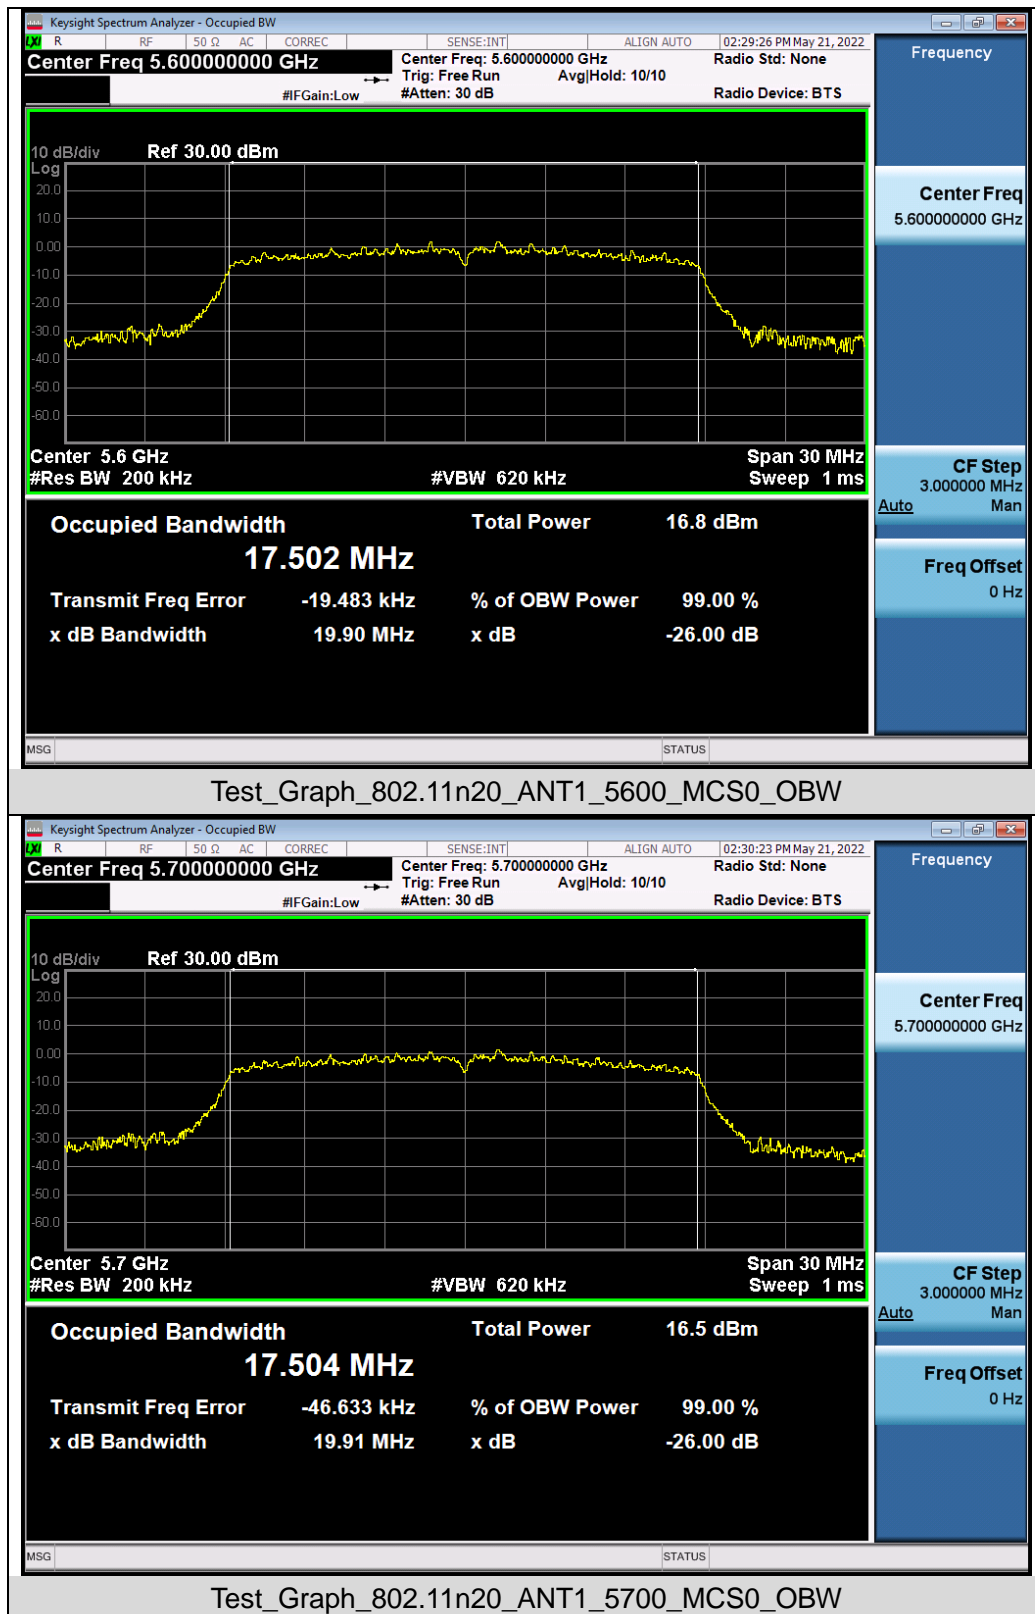 Keysight Spectrum Analyzer - Occupied BW
LXI R RF 50 Ω AC CORREC SENSE:INT ALIGN AUTO 02:29:26 PM May 21, 2022
Center Freq 5.600000000 GHz
Center Freq: 5.600000000 GHz
Radio Std: None
Trig: Free Run Avg|Hold: 10/10
#IFGain:Low
#Atten: 30 dB
Radio Device: BTS
Frequency
10 dB/div Ref 30.00 dBm
Log
20.0
10.0
0.00
-10.0
-20.0
-30.0
-40.0
-50.0
-60.0
Center Freq
5.600000000 GHz
Center 5.6 GHz Span 30 MHz
#Res BW 200 kHz #VBW 620 kHz Sweep 1 ms
CF Step
3.000000 MHz
Auto Man
Occupied Bandwidth Total Power 16.8 dBm
17.502 MHz
Transmit Freq Error -19.483 kHz % of OBW Power 99.00 %
x dB Bandwidth 19.90 MHz x dB -26.00 dB
Freq Offset
0 Hz
MSG STATUS
Test_Graph_802.11n20_ANT1_5600_MCS0_OBW
Keysight Spectrum Analyzer - Occupied BW
LXI R RF 50 Ω AC CORREC SENSE:INT ALIGN AUTO 02:30:23 PM May 21, 2022
Center Freq 5.700000000 GHz
Center Freq: 5.700000000 GHz
Radio Std: None
Trig: Free Run Avg|Hold: 10/10
#IFGain:Low
#Atten: 30 dB
Radio Device: BTS
Frequency
10 dB/div Ref 30.00 dBm
Log
20.0
10.0
0.00
-10.0
-20.0
-30.0
-40.0
-50.0
-60.0
Center Freq
5.700000000 GHz
Center 5.7 GHz Span 30 MHz
#Res BW 200 kHz #VBW 620 kHz Sweep 1 ms
CF Step
3.000000 MHz
Auto Man
Occupied Bandwidth Total Power 16.5 dBm
17.504 MHz
Transmit Freq Error -46.633 kHz % of OBW Power 99.00 %
x dB Bandwidth 19.91 MHz x dB -26.00 dB
Freq Offset
0 Hz
MSG STATUS
Test_Graph_802.11n20_ANT1_5700_MCS0_OBW